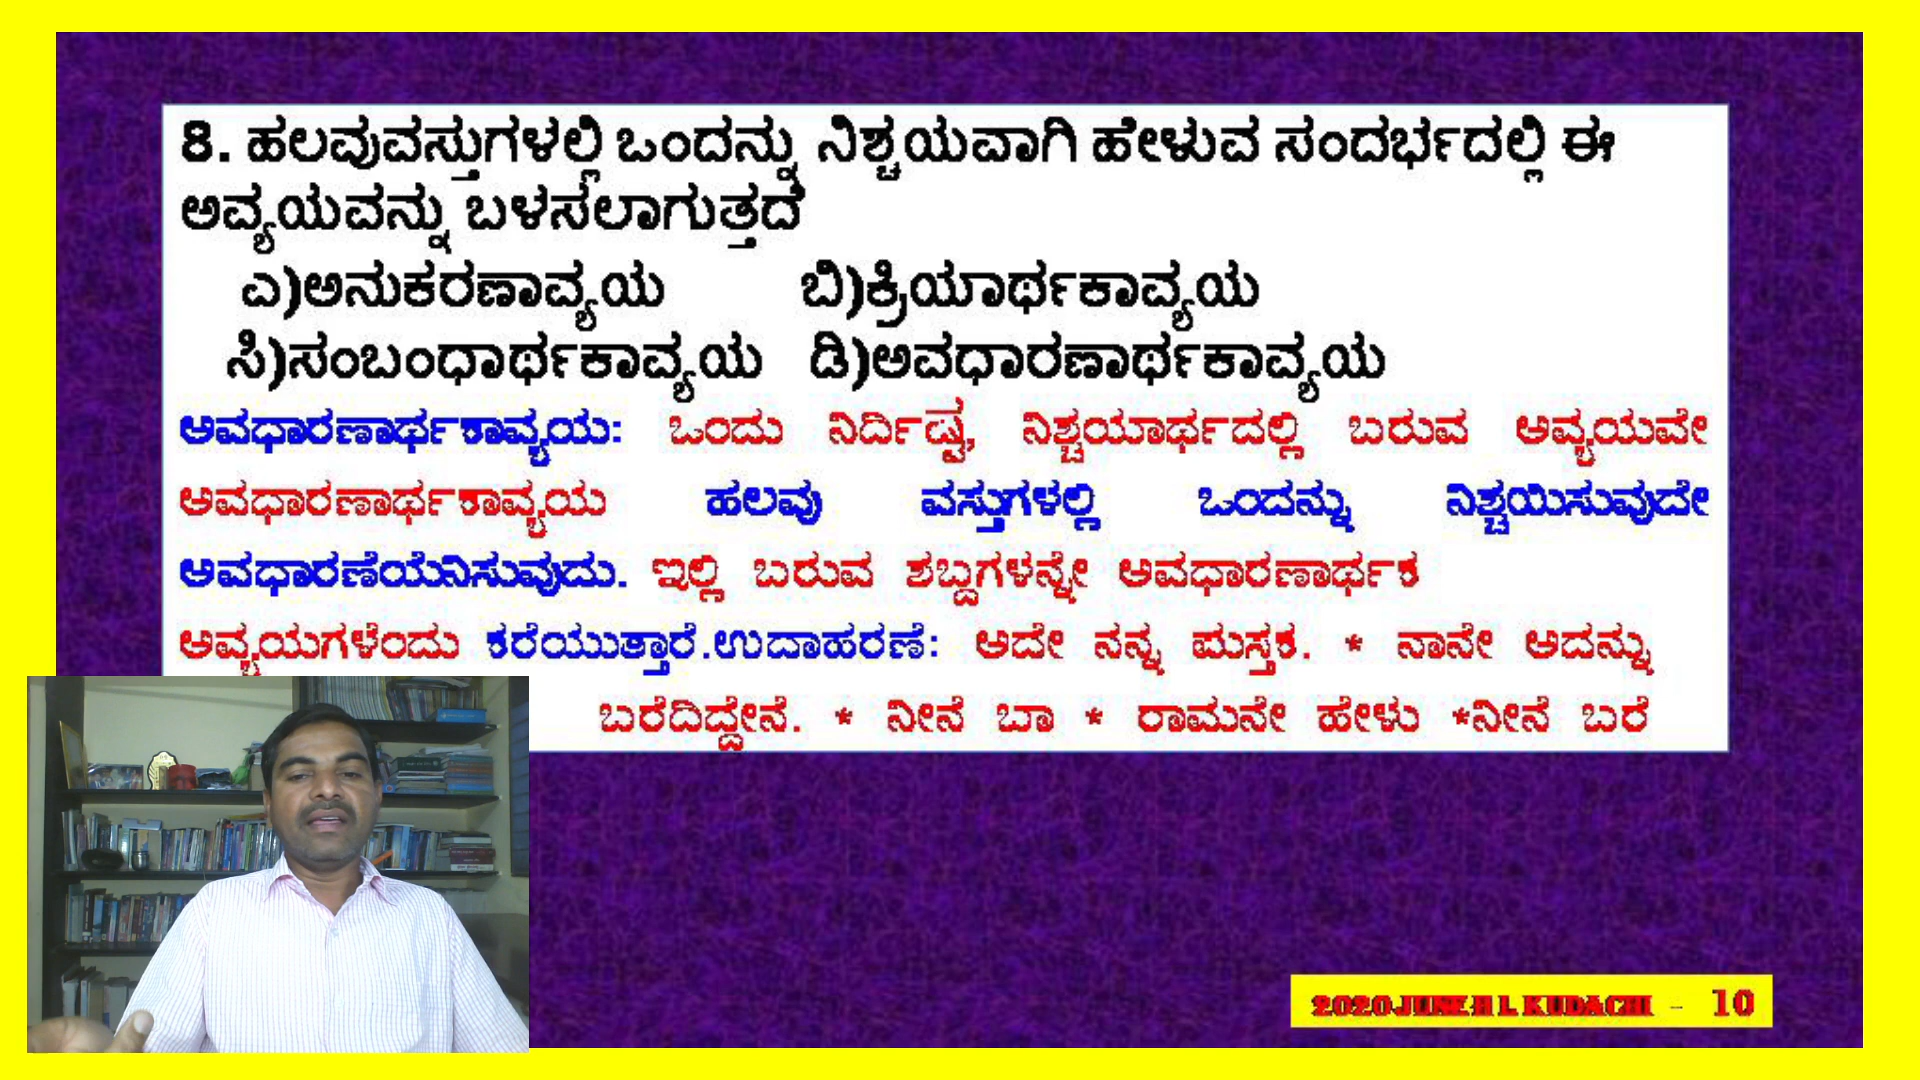 8. ಹಲವುವಸ್ತುಗಳಲ್ಲಿ ಒಂದನ್ನು ನಿಶ್ಚಯವಾಗಿ ಹೇಳುವ ಸಂದರ್ಭದಲ್ಲಿ ಈ
ಅವ್ಯಯವನ್ನು ಬಳಸಲಾಗುತ್ತದೆ
ಎ)ಅನುಕರಣಾವ್ಯಯ ಬಿ)ಕ್ರಿಯಾರ್ಥಕಾವ್ಯಯ
ಸಿ)ಸಂಬಂಧಾರ್ಥಕಾವ್ಯಯ ಡಿ)ಅವಧಾರಣಾರ್ಥಕಾವ್ಯಯ
ಅವಧಾರಣಾರ್ಥಕಾವ್ಯಯ: ಒಂದು ನಿರ್ದಿಷ್ಟ, ನಿಶ್ಚಯಾರ್ಥದಲ್ಲಿ ಬರುವ ಅವ್ಯಯವೇ
ಅವಧಾರಣಾರ್ಥಕಾವ್ಯಯ ಹಲವು ವಸ್ತುಗಳಲ್ಲಿ ಒಂದನ್ನು ನಿಶ್ಚಯಿಸುವುದೇ
ಅವಧಾರಣೆಯೆನಿಸುವುದು. ಇಲ್ಲಿ ಬರುವ ಶಬ್ದಗಳನ್ನೇ ಅವಧಾರಣಾರ್ಥಕ
ಅವ್ಯಯಗಳೆಂದು ಕರೆಯುತ್ತಾರೆ.ಉದಾಹರಣೆ: ಅದೇ ನನ್ನ ಪುಸ್ತಕ. * ನಾನೇ ಅದನ್ನು
ಬರೆದಿದ್ದೇನೆ. * ನೀನೆ ಬಾ * ರಾಮನೇ ಹೇಳು *ನೀನೆ ಬರೆ
2020 JUNE H L KUDACHI - 10